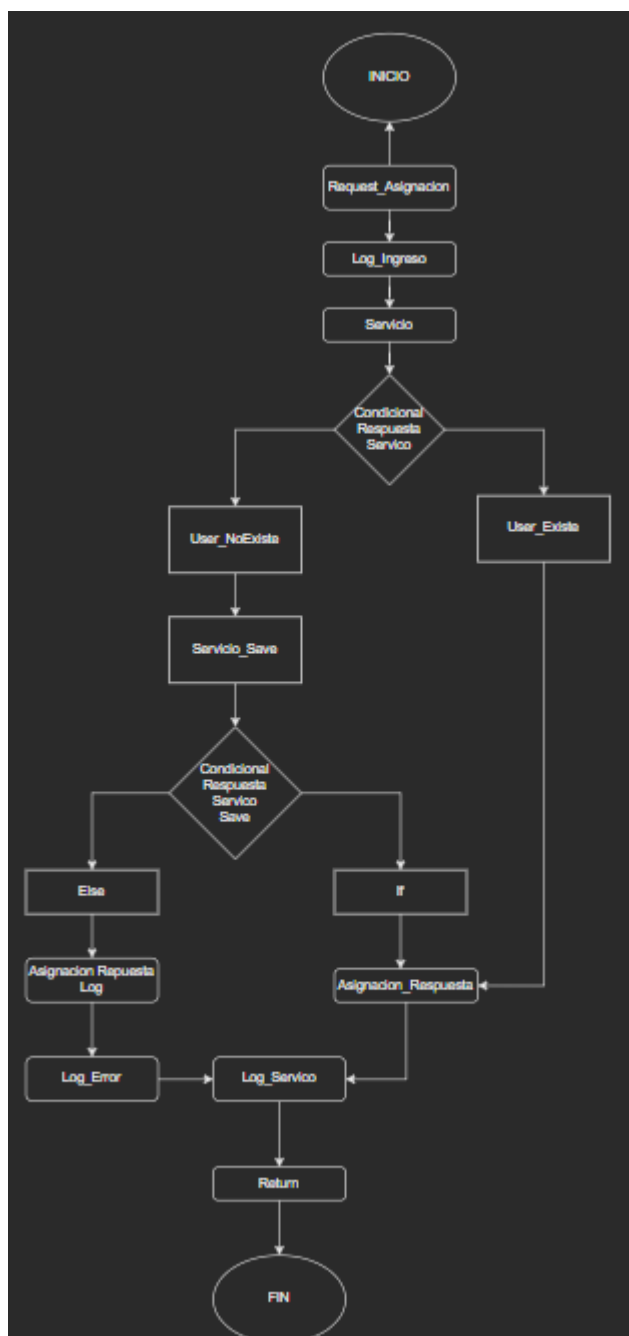 INICIO
Request_Asignacion
Log_Ingreso
Servicio
Condicional
Respuesta
Servico
User_NoExiste
User_Existe
Servicio_Save
Condicional
Respuesta
Servico
Save
Else
If
Asignacion Repuesta
Log
Asignacion_Respuesta
Log_Error
Log_Servico
Return
FIN